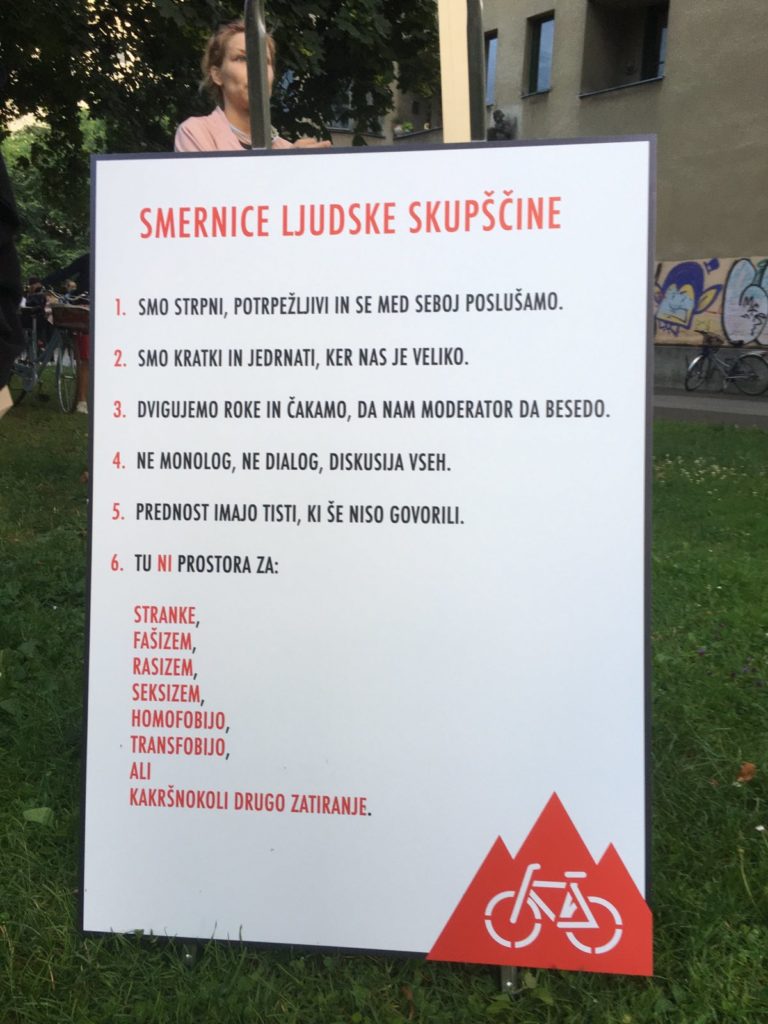 SMERNICE LJUDSKE SKUPŠČINE
1. SMO STRPNI, POTRPEŽLJIVI IN SE MED SEBOJ POSLUŠAMO.
2. SMO KRATKI IN JEDRNATI, KER NAS JE VELIKO.
3. DVIGUJEMO ROKE IN ČAKAMO, DA NAM MODERATOR DA BESEDO.
4. NE MONOLOG, NE DIALOG, DISKUSIJA VSEH.
5. PREDNOST IMAJO TISTI, KI ŠE NISO GOVORILI.
6. TU NI PROSTORA ZA:
STRANKE,
FAŠIZEM,
RASIZEM,
SEKSIZEM,
HOMOFOBIJO,
TRANSFOBIJO,
ALI
KAKRŠNOKOLI DRUGO ZATIRANJE.